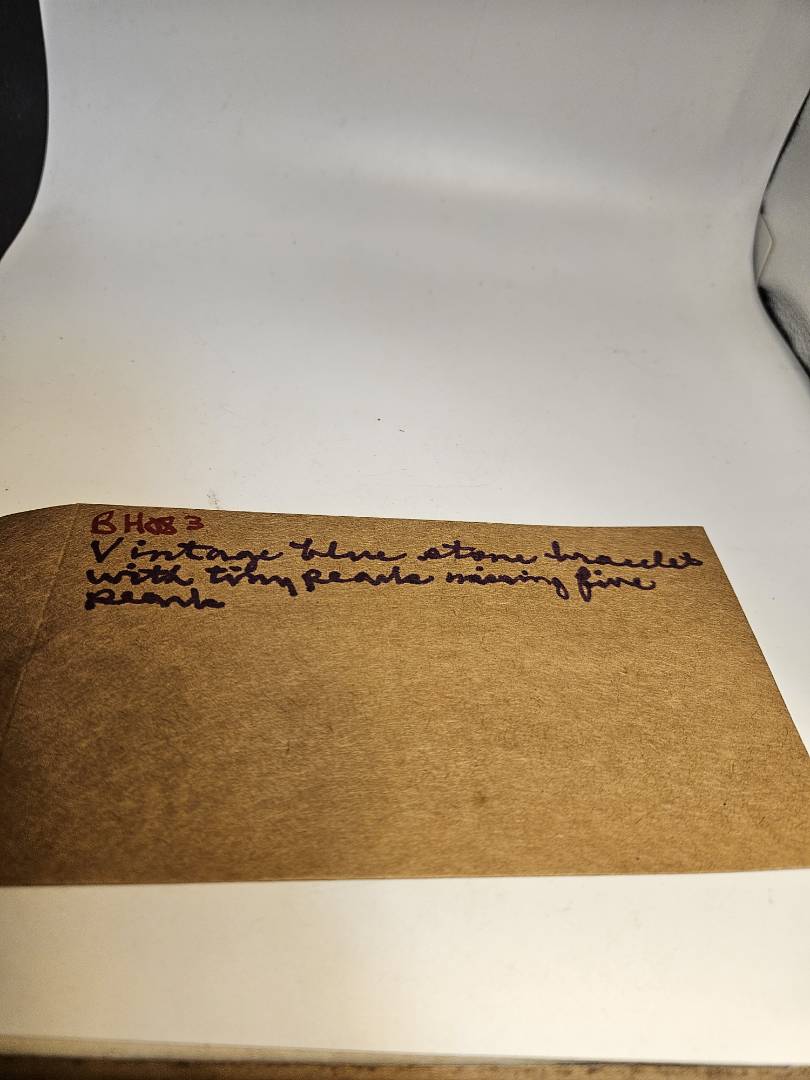 BH083
Vintage blue stone bracelet
with tiny pearls missing five
pearls